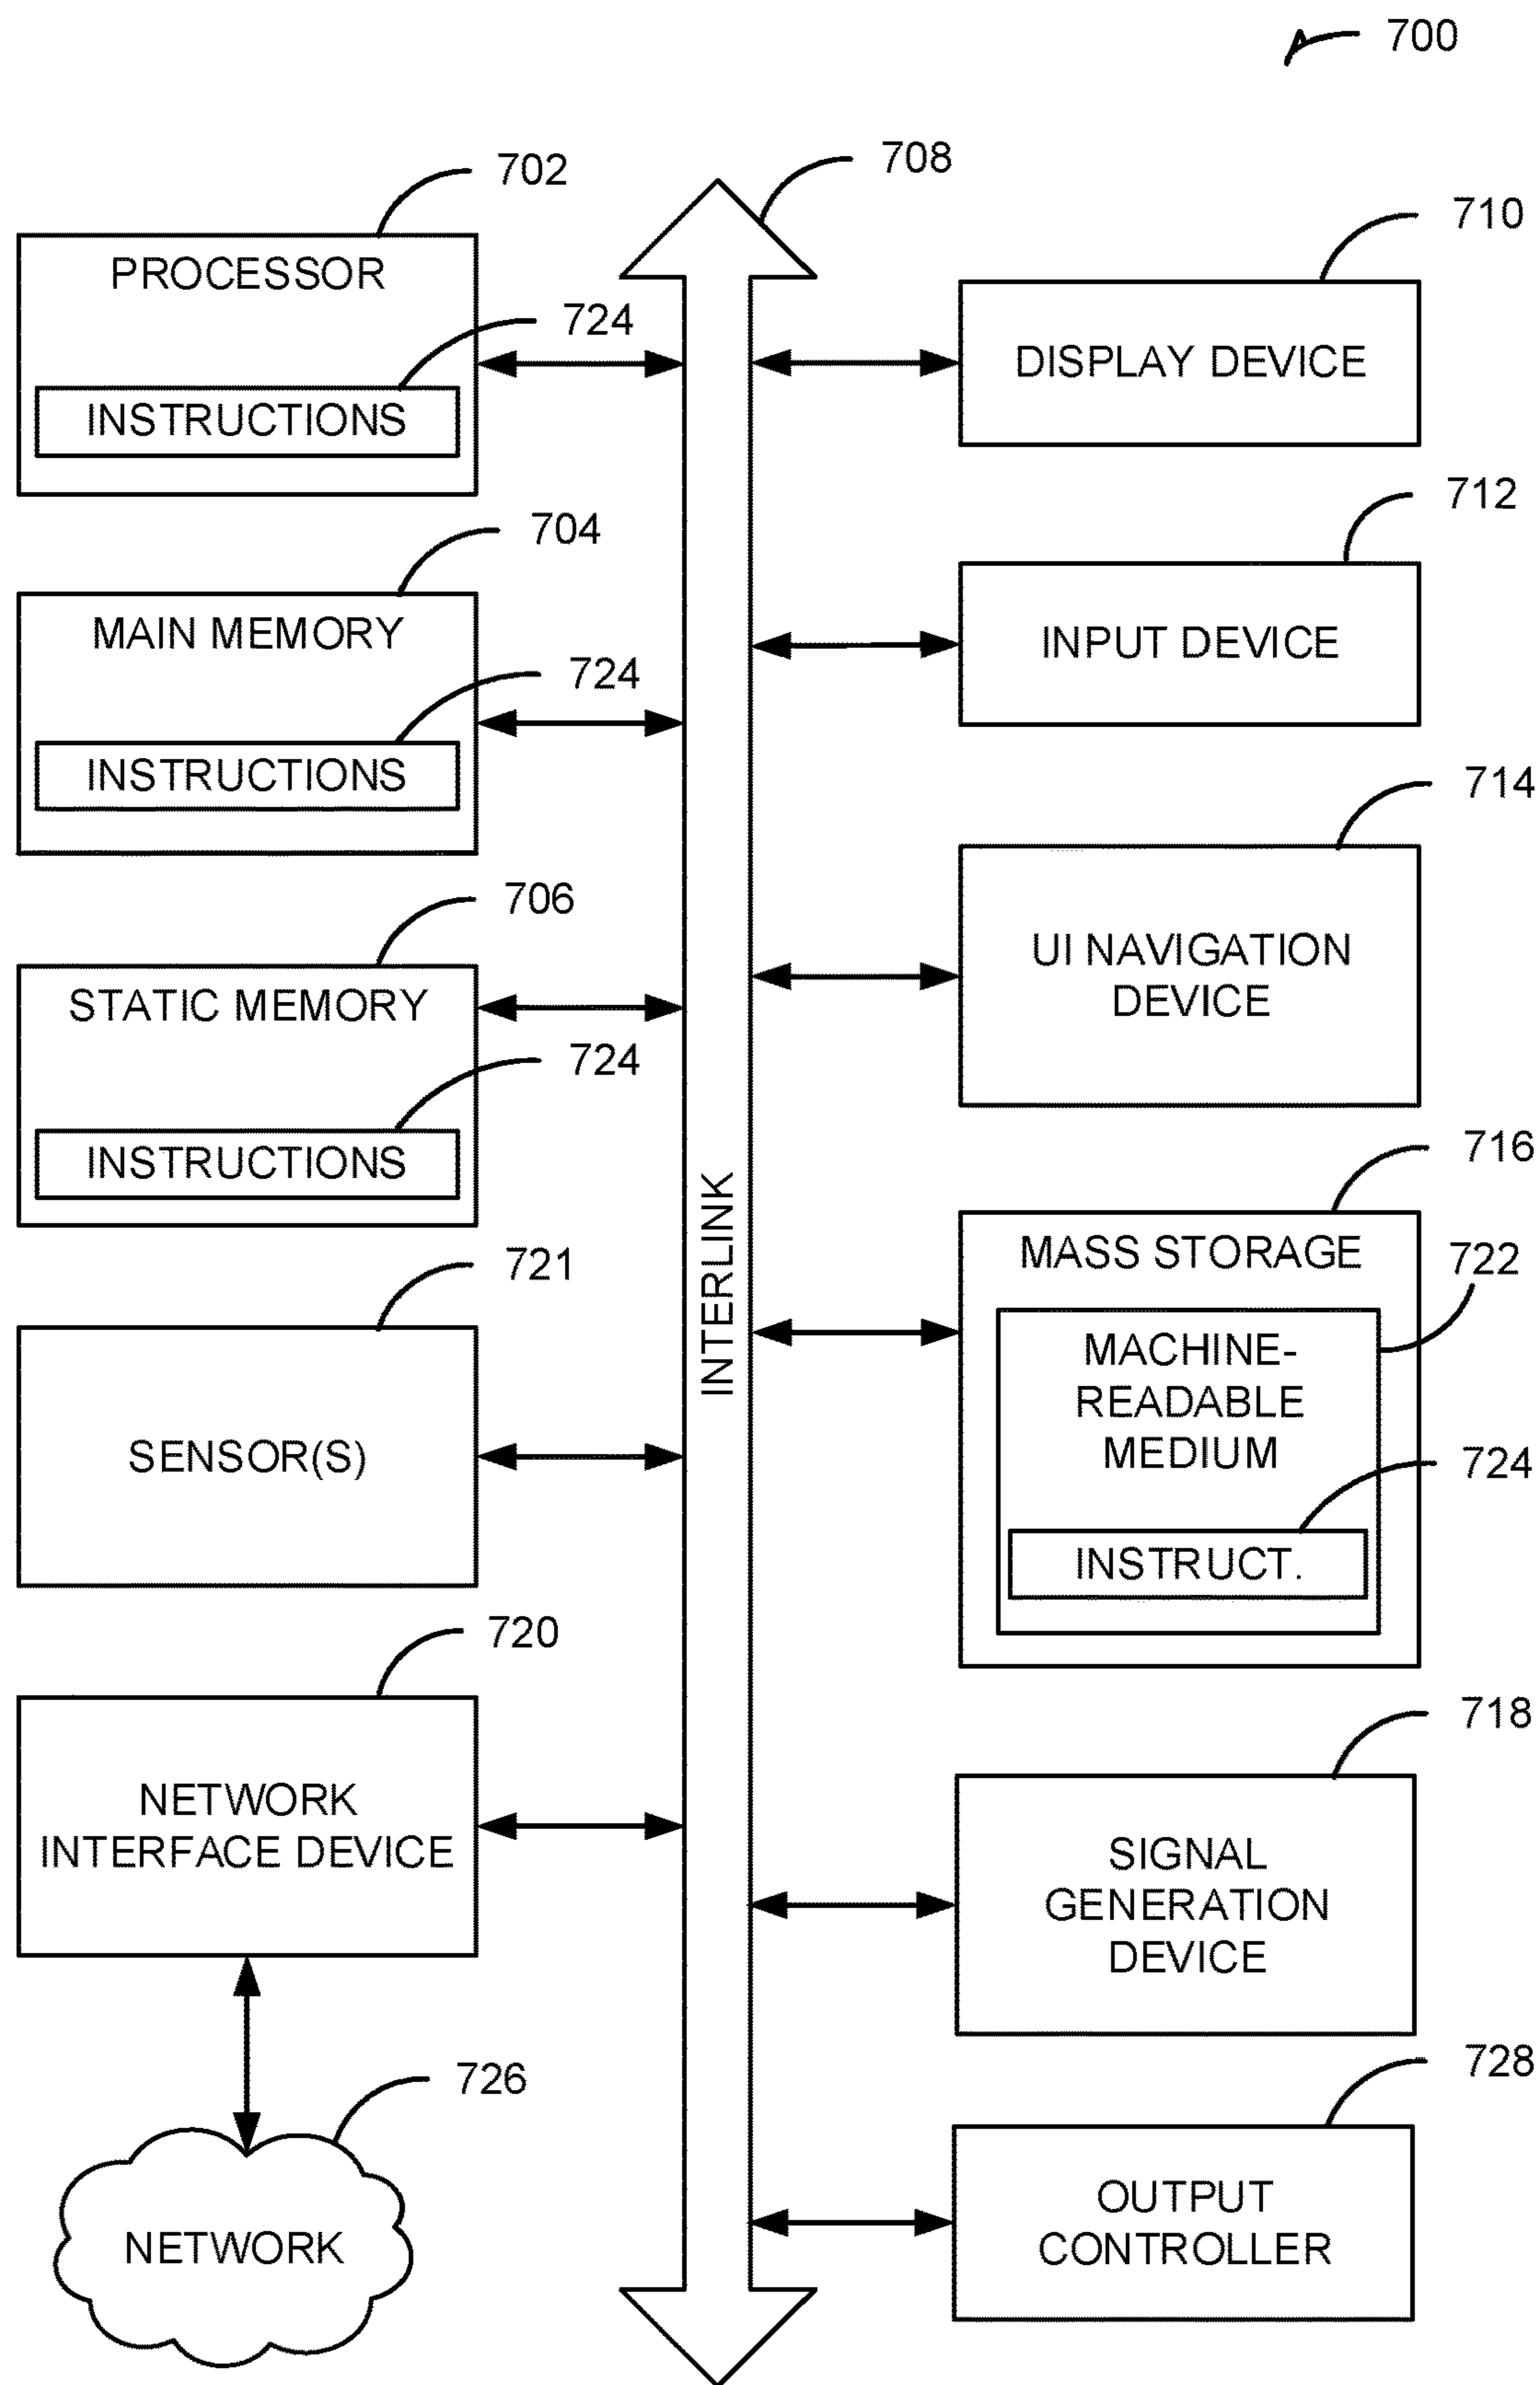 700
702
PROCESSOR
724
INSTRUCTIONS
704
MAIN MEMORY
724
INSTRUCTIONS
706
STATIC MEMORY
724
INSTRUCTIONS
721
SENSOR(S)
720
NETWORK
INTERFACE DEVICE
726
NETWORK
708
INTERLINK
710
DISPLAY DEVICE
712
INPUT DEVICE
714
UI NAVIGATION
DEVICE
716
MASS STORAGE
722
MACHINE-
READABLE
MEDIUM
724
INSTRUCT.
718
SIGNAL
GENERATION
DEVICE
728
OUTPUT
CONTROLLER